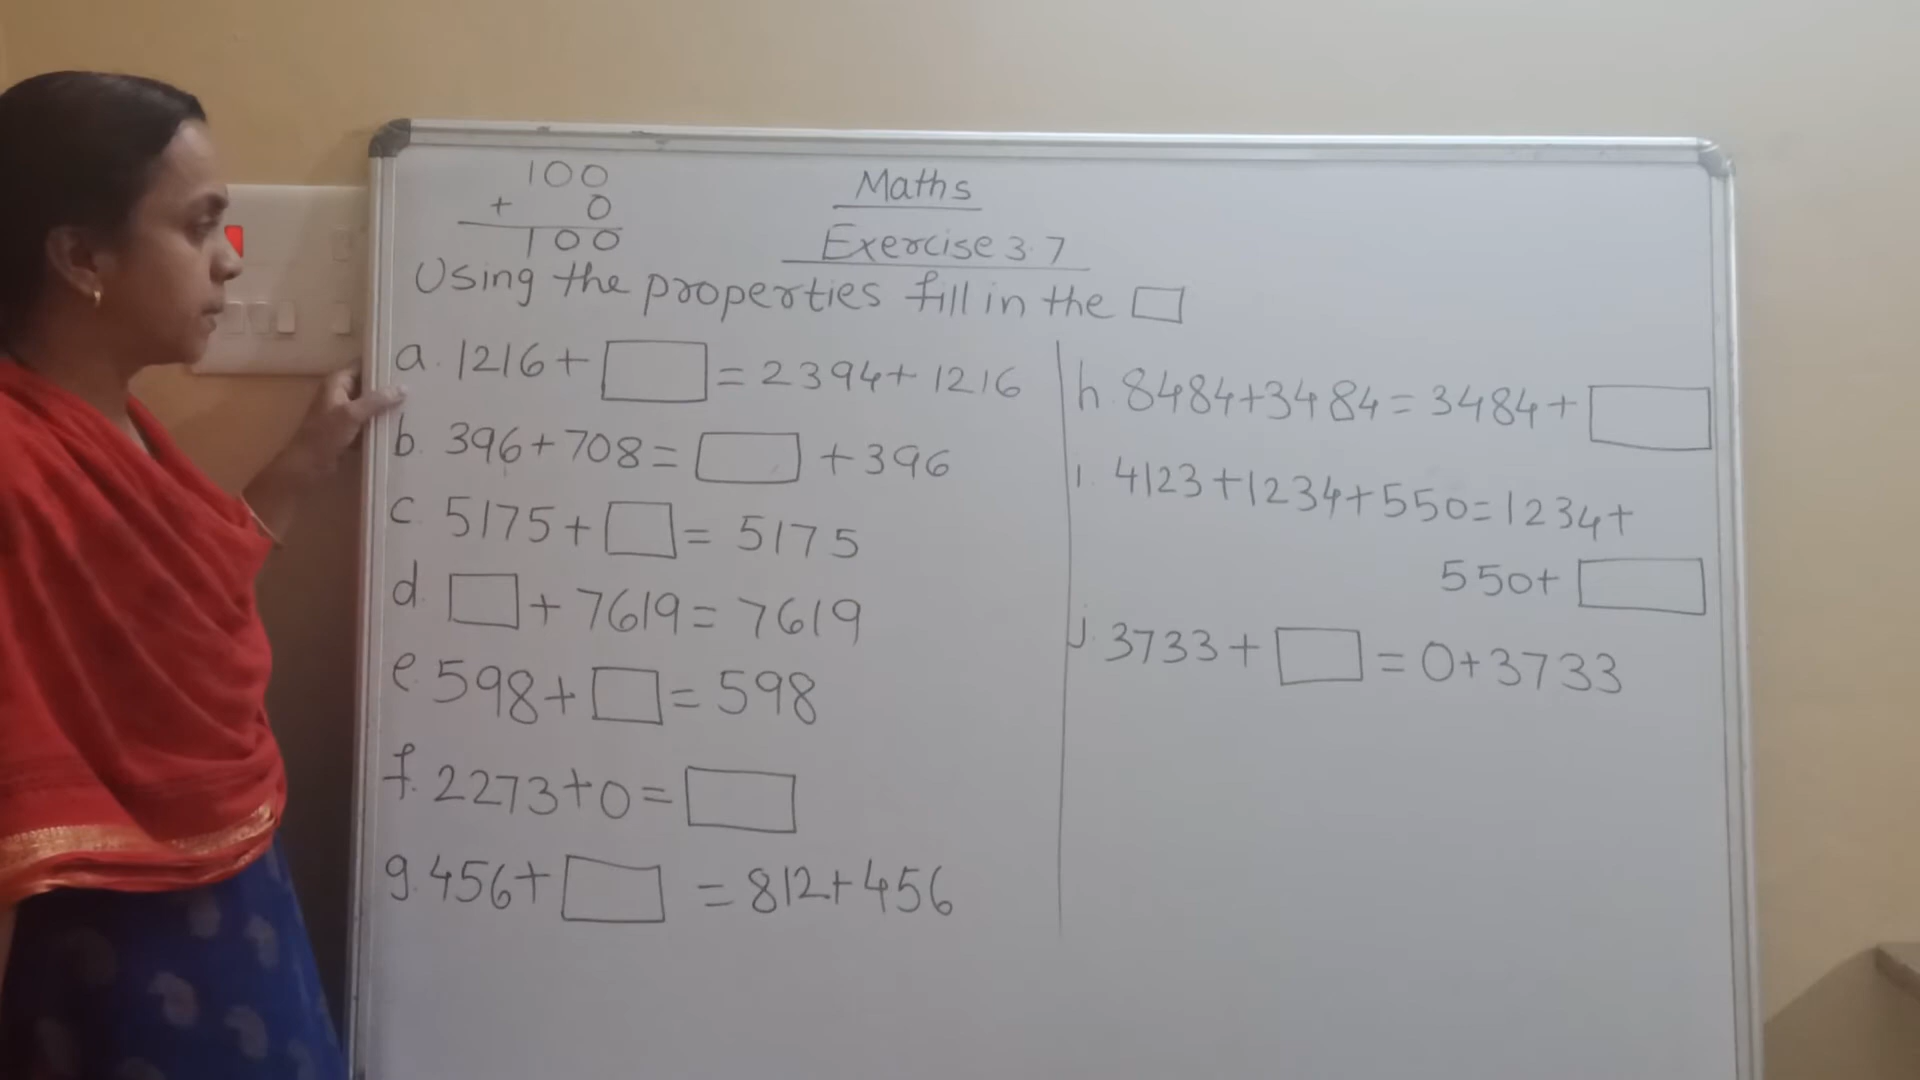 100
+ 0
100
Maths
Exercise 3.7
Using the properties fill in the □
a. 1216 + □ = 2394 + 1216
b. 396 + 708 = □ + 396
c. 5175 + □ = 5175
d. □ + 7619 = 7619
e. 598 + □ = 598
f. 2273 + 0 = □
g. 456 + □ = 812 + 456
h. 8484 + 3484 = 3484 + □
i. 4123 + 1234 + 550 = 1234 +
550 + □
j. 3733 + □ = 0 + 3733